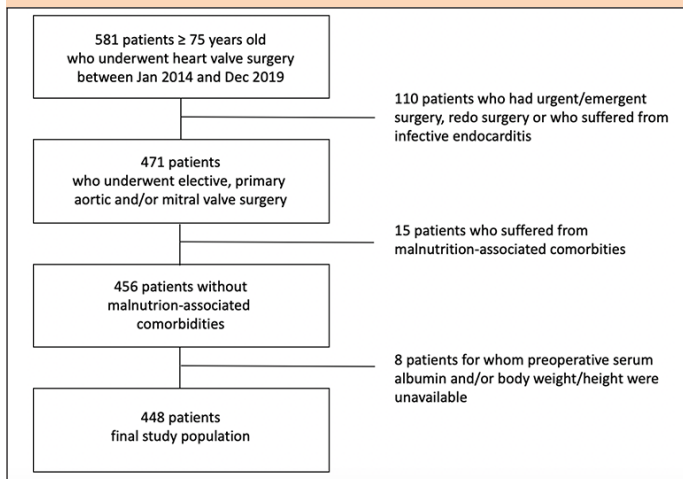 581 patients ≥ 75 years old
who underwent heart valve surgery
between Jan 2014 and Dec 2019
110 patients who had urgent/emergent
surgery, redo surgery or who suffered from
infective endocarditis
471 patients
who underwent elective, primary
aortic and/or mitral valve surgery
15 patients who suffered from
malnutrition-associated comorbities
456 patients without
malnutrion-associated
comorbidities
8 patients for whom preoperative serum
albumin and/or body weight/height were
unavailable
448 patients
final study population